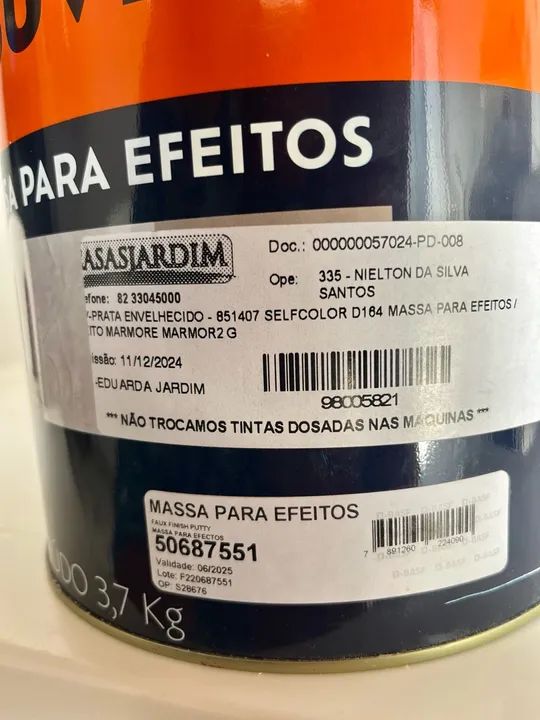 PARA EFEITOS
ASASJARDIM
Doc.: 000000057024-PD-008
Ope: 335 - NIELTON DA SILVA
SANTOS
efone: 82 33045000
-PRATA ENVELHECIDO - 851407 SELFCOLOR D164 MASSA PARA EFEITOS /
ITO MARMORE MARMOR2 G
issão: 11/12/2024
-EDUARDA JARDIM
98005821
*** NÃO TROCAMOS TINTAS DOSADAS NAS MAQUINAS ***
MASSA PARA EFEITOS
FAUX FINISH PUTTY
MASSA PARA EFECTOS
50687551
Validade: 06/2025
Lote: F220687551
OP: S28676
7 891260 224090
UDO 3,7 Kg